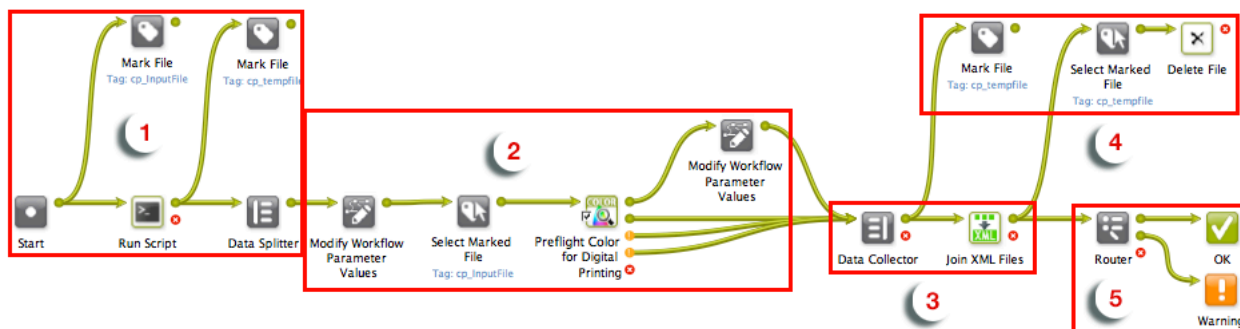 Mark File
Tag: cp_InputFile
Mark File
Tag: cp_tempfile
1
Start
Run Script
Data Splitter
2
Modify Workflow
Parameter
Values
Select Marked
File
Tag: cp_InputFile
COLOR
Preflight Color
for Digital
Printing
Modify Workflow
Parameter
Values
Data Collector
XML
Join XML Files
3
Mark File
Tag: cp_tempfile
Select Marked
File
Tag: cp_tempfile
Delete File
4
Router
OK
Warning
5